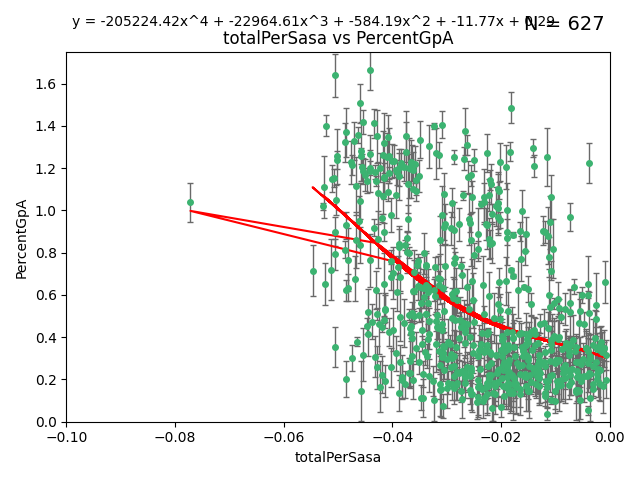 y = -205224.42x^4 + -22964.61x^3 + -584.19x^2 + -11.77x + 0.29
N = 627
totalPerSasa vs PercentGpA
PercentGpA
1.6
1.4
1.2
1.0
0.8
0.6
0.4
0.2
0.0
−0.10 −0.08 −0.06 −0.04 −0.02 0.00
totalPerSasa